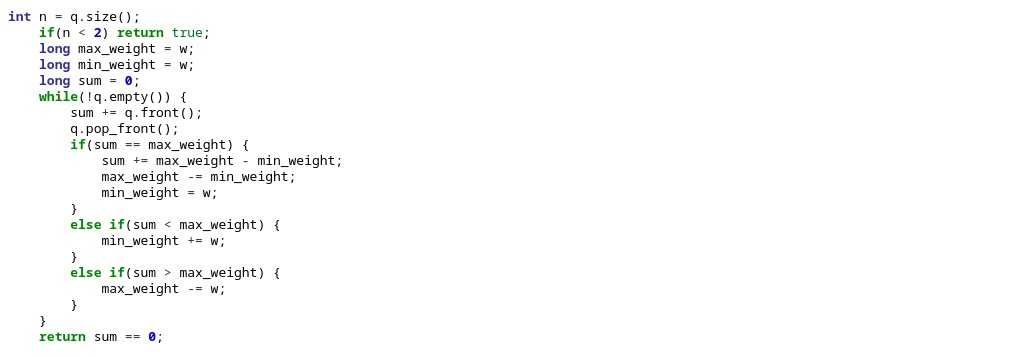 int n = q.size();
    if(n < 2) return true;
    long max_weight = w;
    long min_weight = w;
    long sum = 0;
    while(!q.empty()) {
        sum += q.front();
        q.pop_front();
        if(sum == max_weight) {
            sum += max_weight - min_weight;
            max_weight -= min_weight;
            min_weight = w;
        }
        else if(sum < max_weight) {
            min_weight += w;
        }
        else if(sum > max_weight) {
            max_weight -= w;
        }
    }
    return sum == 0;